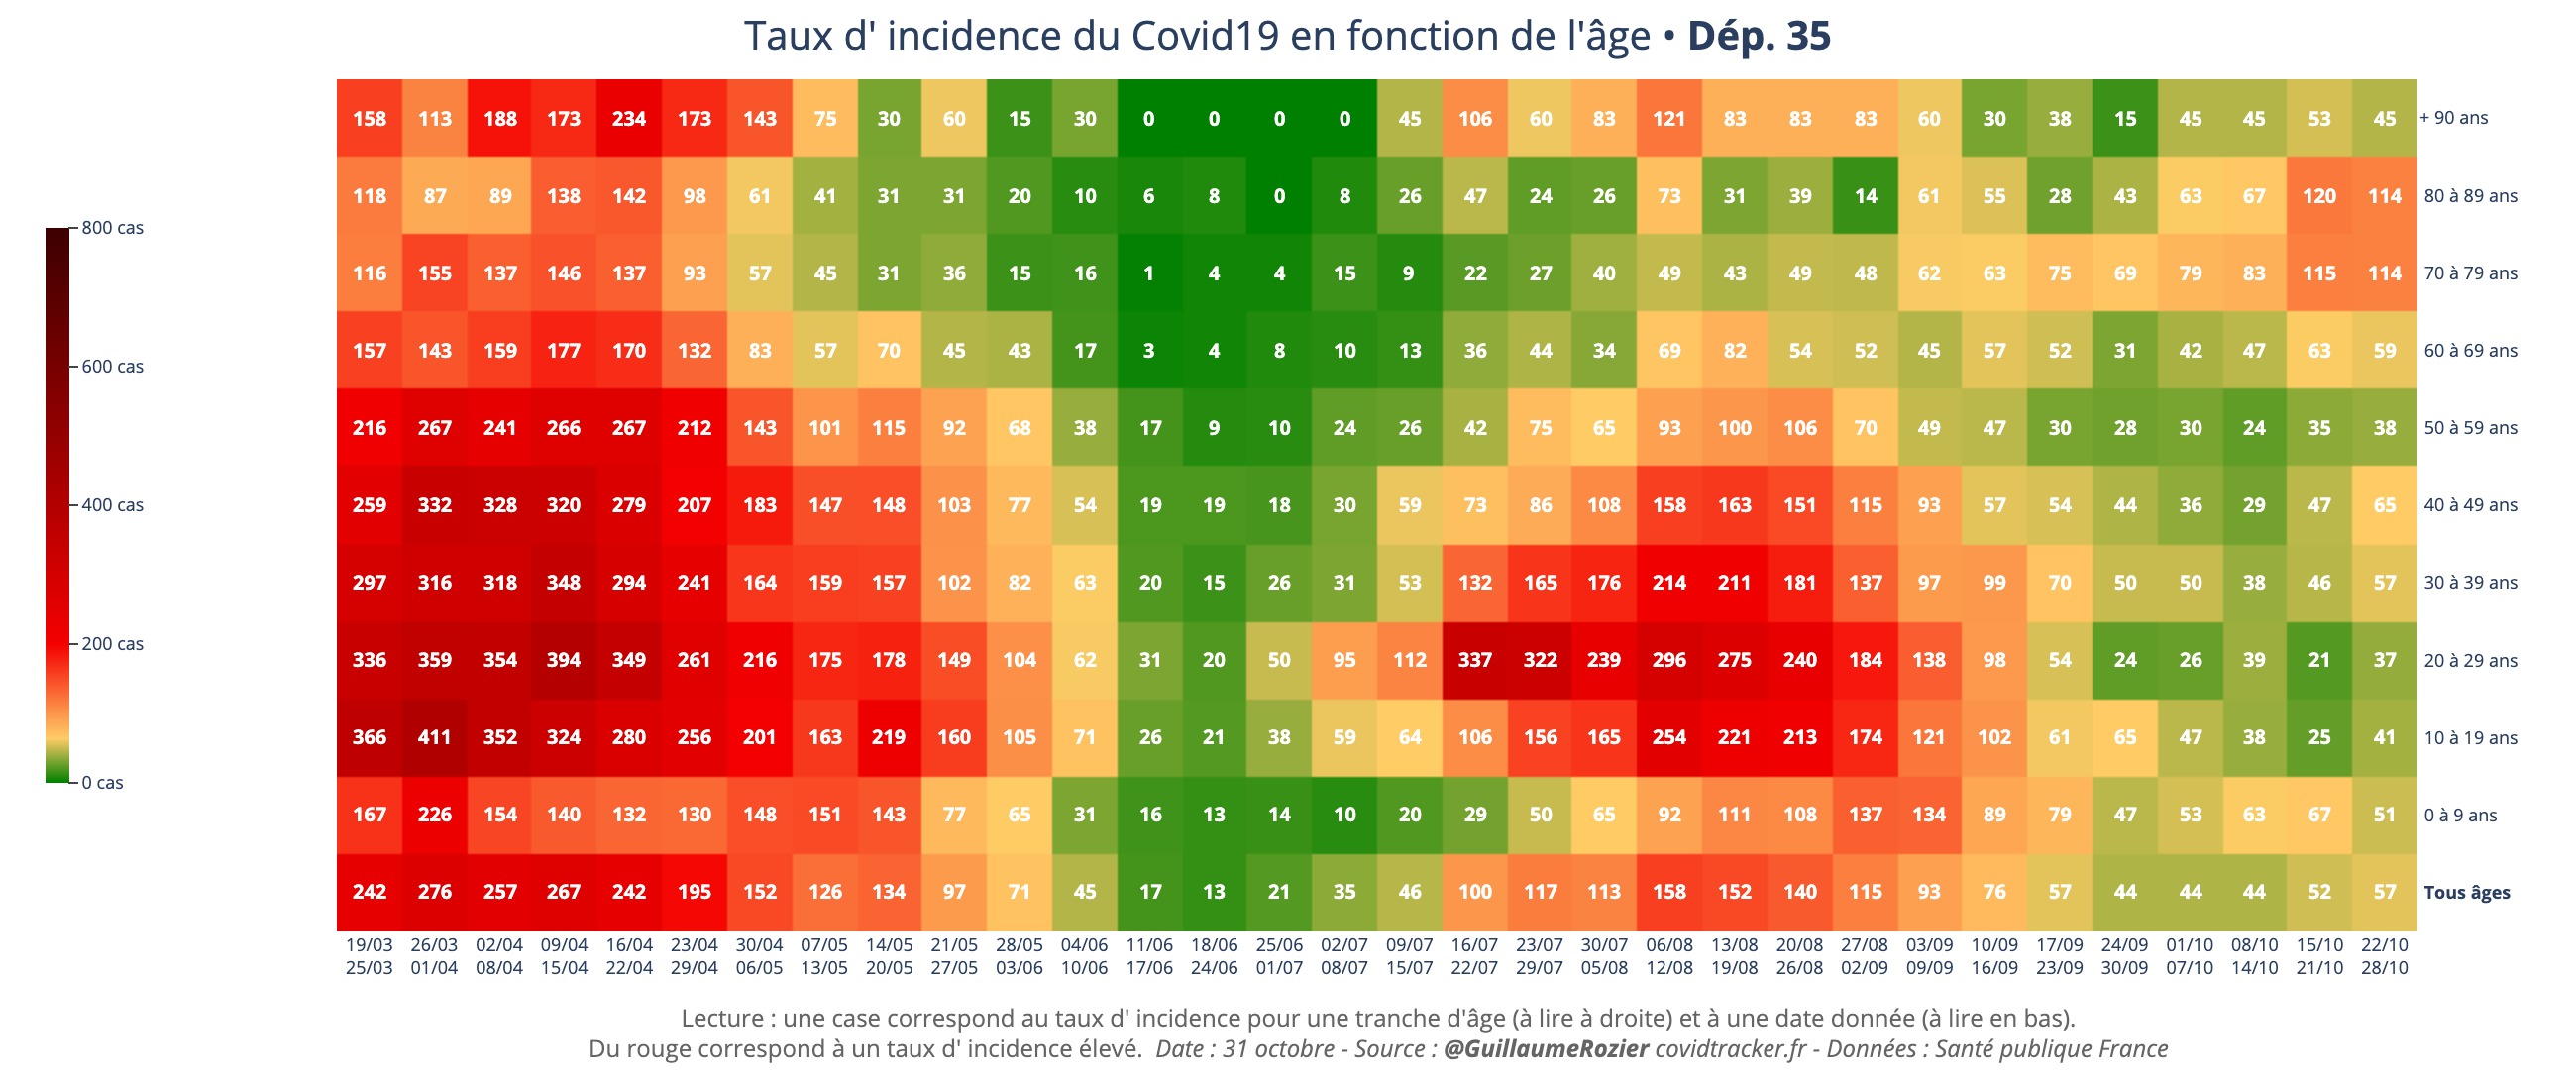 Taux d' incidence du Covid19 en fonction de l'âge • Dép. 35
800 cas
600 cas
400 cas
200 cas
0 cas
158 113 188 173 234 173 143 75 30 60 15 30 0 0 0 0 45 106 60 83 121 83 83 83 60 30 38 15 45 45 53 45 + 90 ans
118 87 89 138 142 98 61 41 31 31 20 10 6 8 0 8 26 47 24 26 73 31 39 14 61 55 28 43 63 67 120 114 80 à 89 ans
116 155 137 146 137 93 57 45 31 36 15 16 1 4 4 15 9 22 27 40 49 43 49 48 62 63 75 69 79 83 115 114 70 à 79 ans
157 143 159 177 170 132 83 57 70 45 43 17 3 4 8 10 13 36 44 34 69 82 54 52 45 57 52 31 42 47 63 59 60 à 69 ans
216 267 241 266 267 212 143 101 115 92 68 38 17 9 10 24 26 42 75 65 93 100 106 70 49 47 30 28 30 24 35 38 50 à 59 ans
259 332 328 320 279 207 183 147 148 103 77 54 19 19 18 30 59 73 86 108 158 163 151 115 93 57 54 44 36 29 47 65 40 à 49 ans
297 316 318 348 294 241 164 159 157 102 82 63 20 15 26 31 53 132 165 176 214 211 181 137 97 99 70 50 50 38 46 57 30 à 39 ans
336 359 354 394 349 261 216 175 178 149 104 62 31 20 50 95 112 337 322 239 296 275 240 184 138 98 54 24 26 39 21 37 20 à 29 ans
366 411 352 324 280 256 201 163 219 160 105 71 26 21 38 59 64 106 156 165 254 221 213 174 121 102 61 65 47 38 25 41 10 à 19 ans
167 226 154 140 132 130 148 151 143 77 65 31 16 13 14 10 20 29 50 65 92 111 108 137 134 89 79 47 53 63 67 51 0 à 9 ans
242 276 257 267 242 195 152 126 134 97 71 45 17 13 21 35 46 100 117 113 158 152 140 115 93 76 57 44 44 44 52 57 Tous âges
19/03 26/03 02/04 09/04 16/04 23/04 30/04 07/05 14/05 21/05 28/05 04/06 11/06 18/06 25/06 02/07 09/07 16/07 23/07 30/07 06/08 13/08 20/08 27/08 03/09 10/09 17/09 24/09 01/10 08/10 15/10 22/10
25/03 01/04 08/04 15/04 22/04 29/04 06/05 13/05 20/05 27/05 03/06 10/06 17/06 24/06 01/07 08/07 15/07 22/07 29/07 05/08 12/08 19/08 26/08 02/09 09/09 16/09 23/09 30/09 07/10 14/10 21/10 28/10
Lecture : une case correspond au taux d' incidence pour une tranche d'âge (à lire à droite) et à une date donnée (à lire en bas).
Du rouge correspond à un taux d' incidence élevé. Date : 31 octobre - Source : @GuillaumeRozier covidtracker.fr - Données : Santé publique France